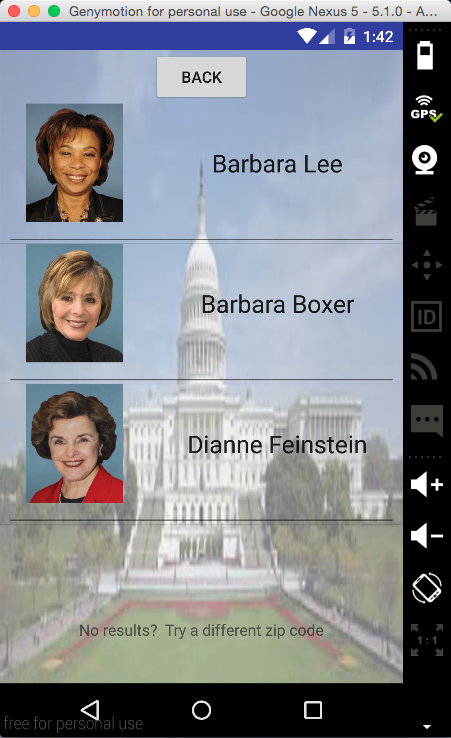 Genymotion for personal use - Google Nexus 5 - 5.1.0 - A...
1:42
BACK
GPS
Barbara Lee
Barbara Boxer
ID
Dianne Feinstein
No results? Try a different zip code
1:1
free for personal use